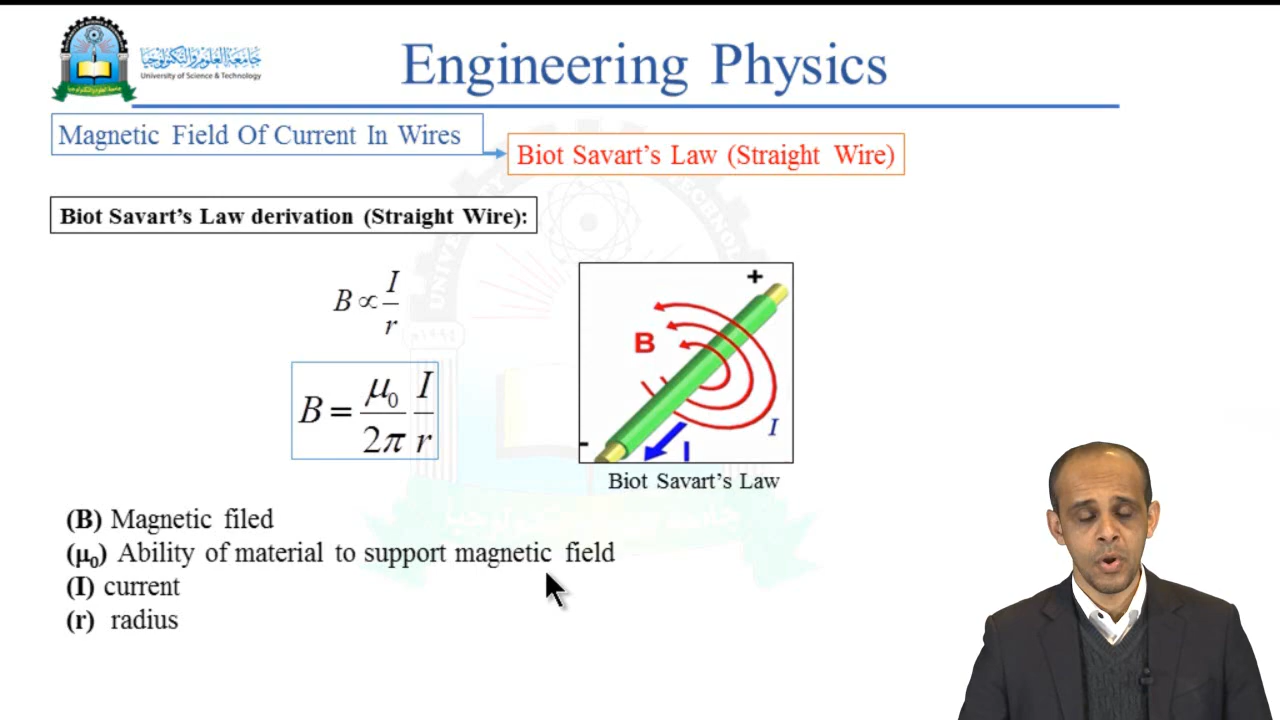 جامعة العلوم والتكنولوجيا
University of Science & Technology
Engineering Physics
Magnetic Field Of Current In Wires
Biot Savart's Law (Straight Wire)
Biot Savart's Law derivation (Straight Wire):
B ∝ I/r
B = μ₀/2π I/r
+
B
I
-
I
Biot Savart's Law
(B) Magnetic filed
(μ₀) Ability of material to support magnetic field
(I) current
(r) radius